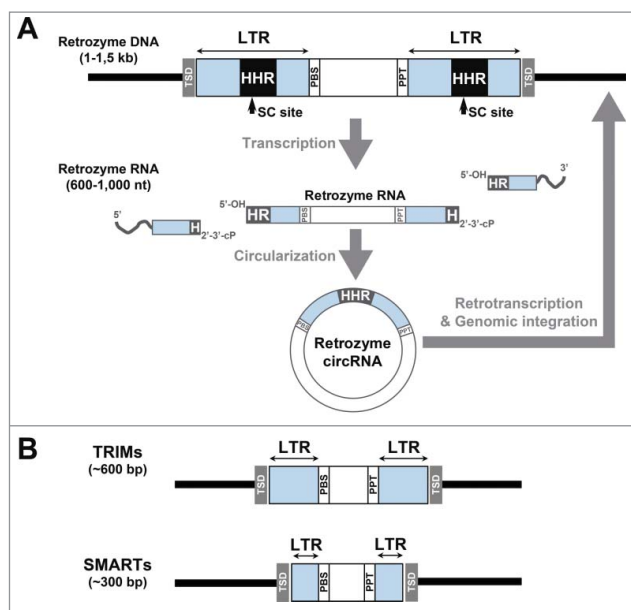 A
Retrozyme DNA
(1-1,5 kb)
LTR
LTR
TSD
HHR
PBS
PPT
HHR
TSD
SC site
SC site
Transcription
Retrozyme RNA
(600-1,000 nt)
5'
H
2'-3'-cP
5'-OH
Retrozyme RNA
HR
PBS
PPT
H
2'-3'-cP
5'-OH
HR
3'
Circularization
HHR
PBS
PPT
Retrozyme
circRNA
Retrotranscription
& Genomic integration
B
TRIMs
(~600 bp)
LTR
LTR
TSD
PBS
PPT
TSD
SMARTs
(~300 bp)
LTR
LTR
TSD
PBS
PPT
TSD